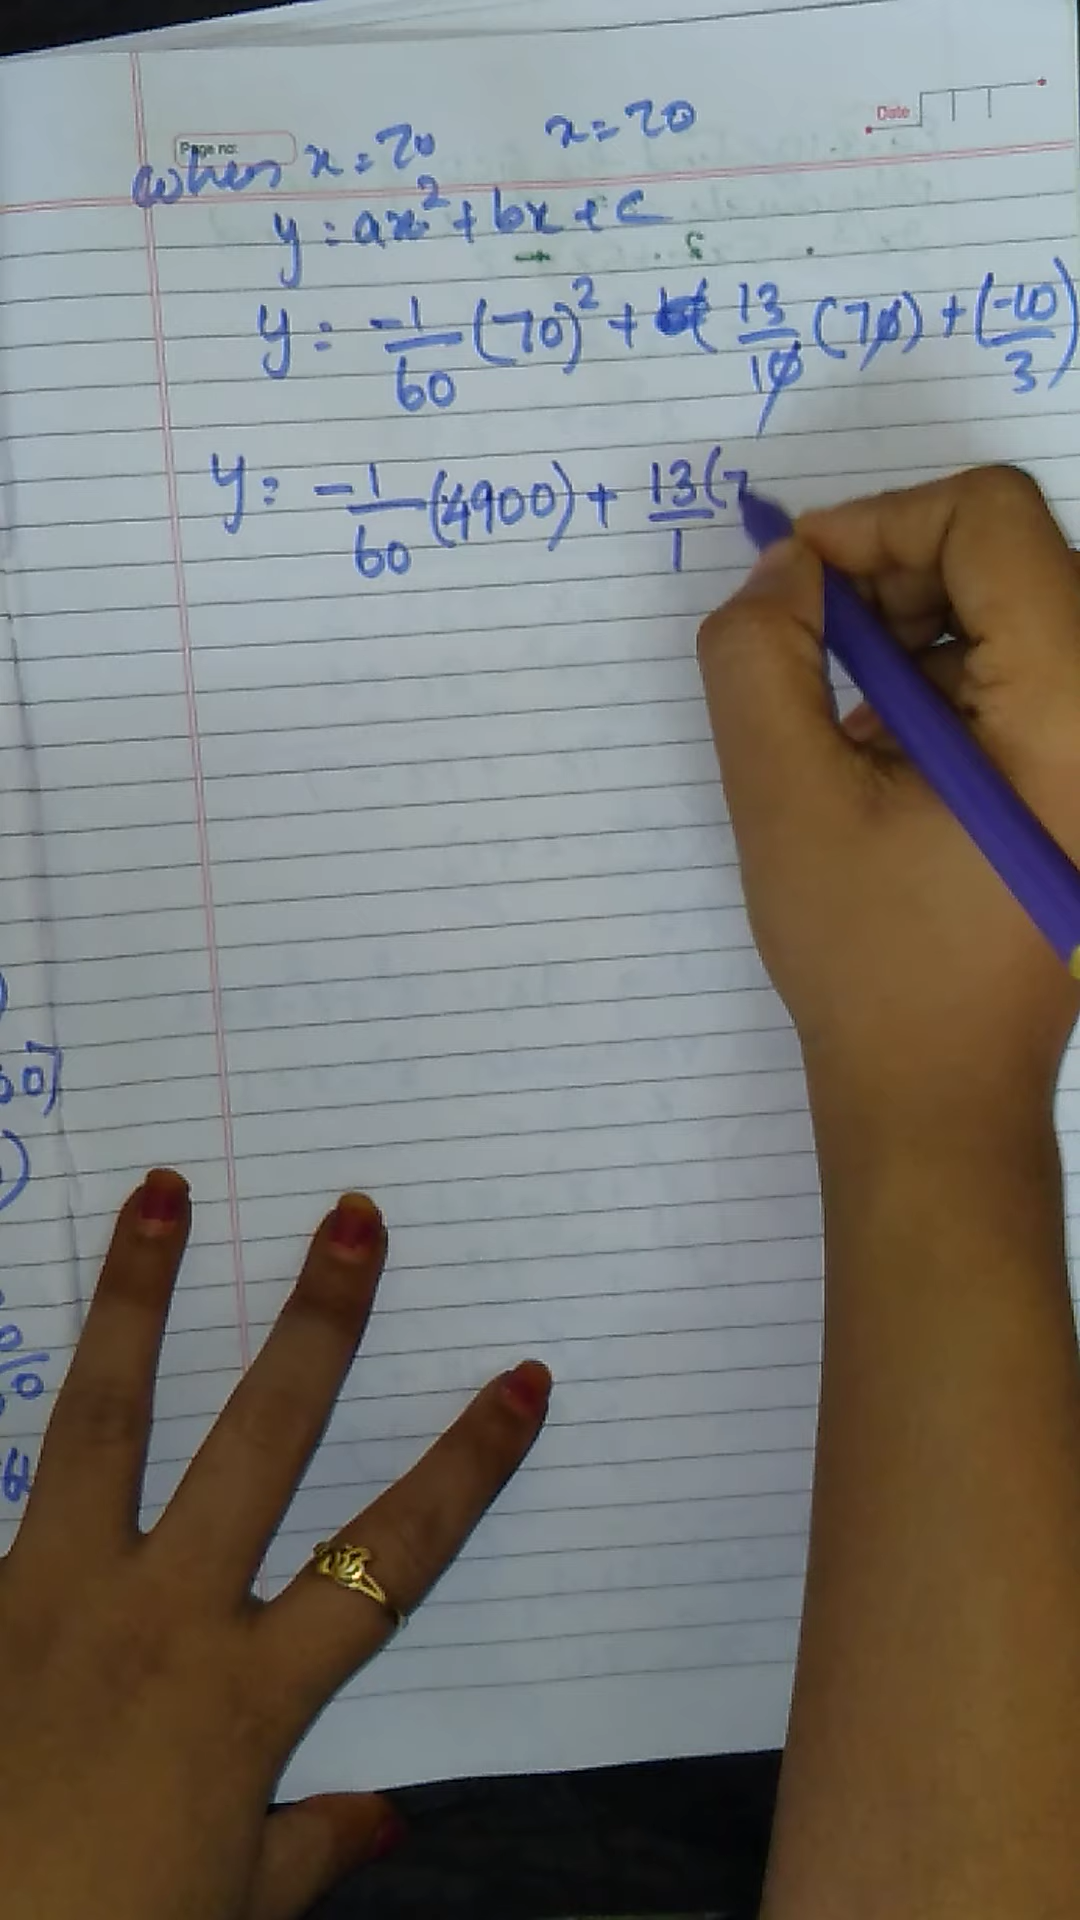 Page no:
Date
when x = 70 x = 70
y = ax² + bx + c
y = -1/60 (70)² + 13/10 (70) + (-10/3)
y = -1/60 (4900) + 13(7/1
0)
)